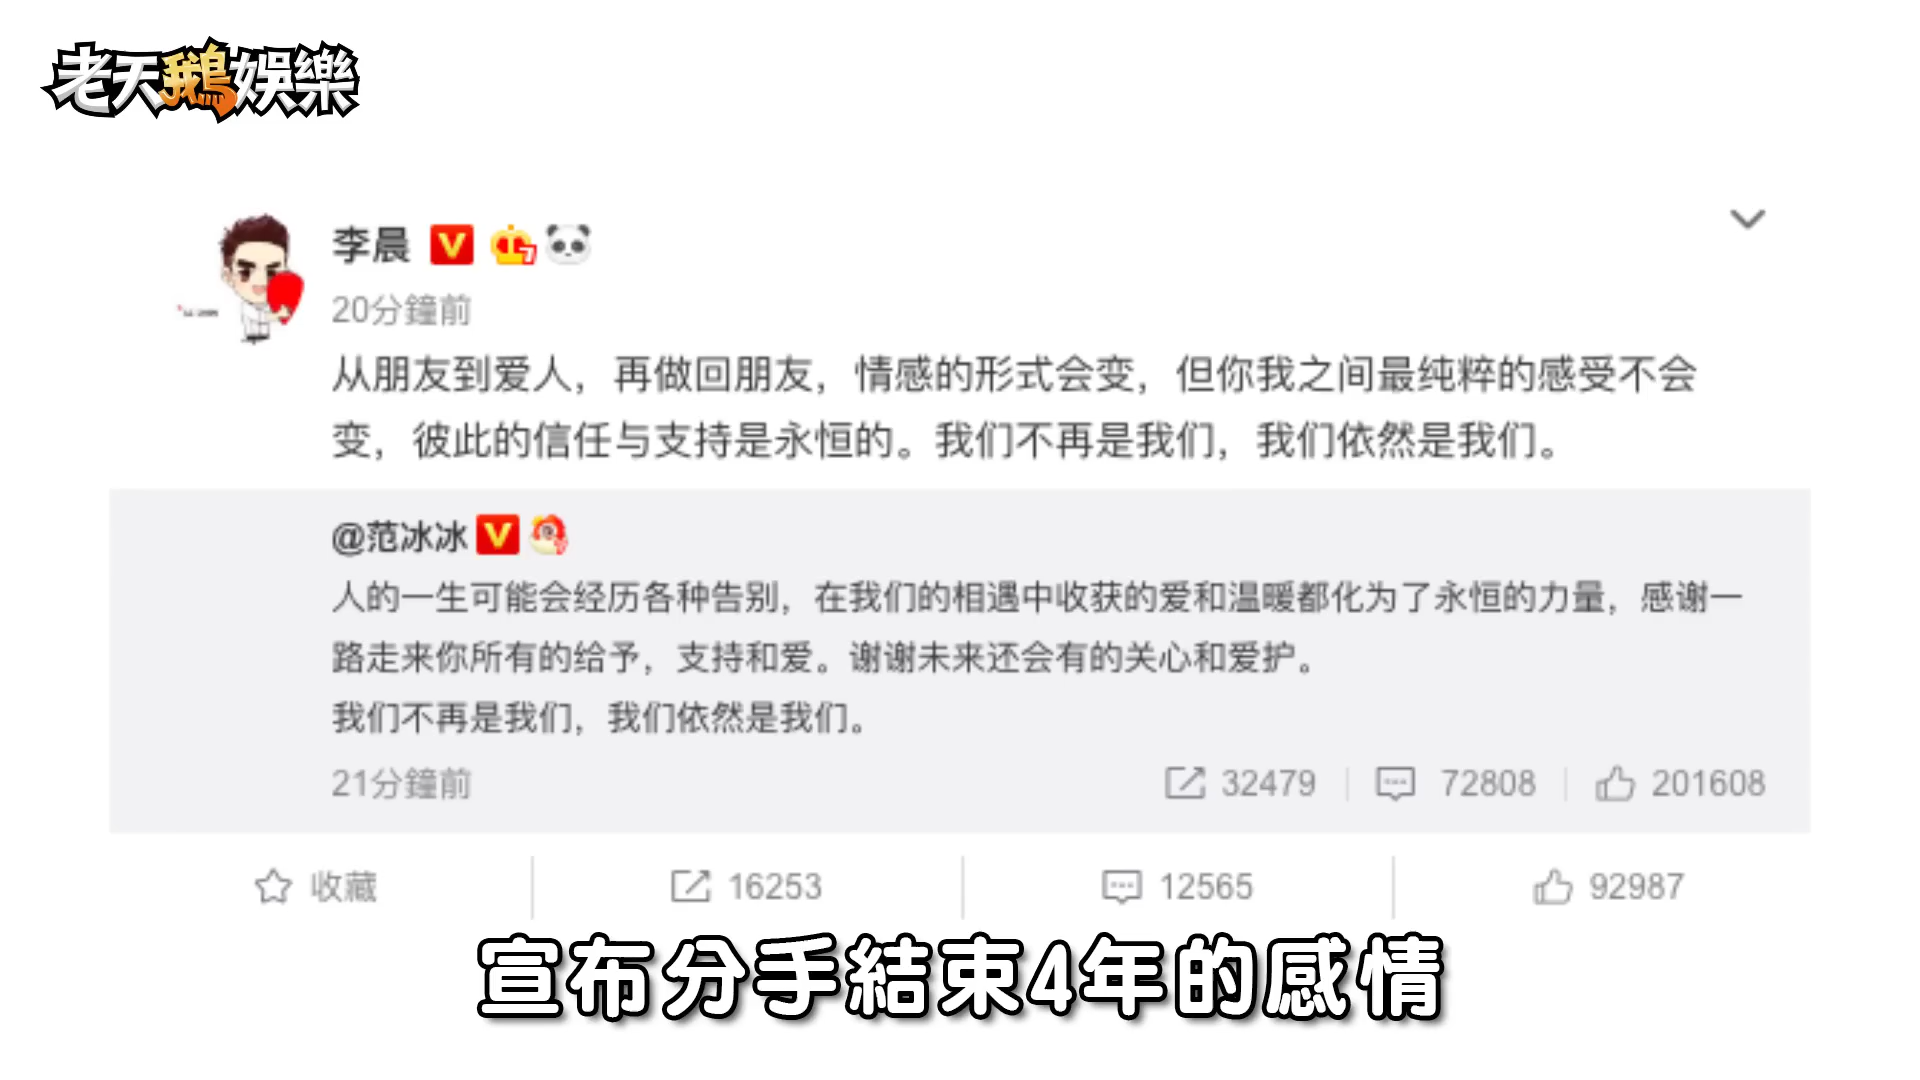 老天鵝娛樂
李晨
20分鐘前
从朋友到爱人，再做回朋友，情感的形式会变，但你我之间最纯粹的感受不会
变，彼此的信任与支持是永恒的。我们不再是我们，我们依然是我们。
@范冰冰
人的一生可能会经历各种告别，在我们的相遇中收获的爱和温暖都化为了永恒的力量，感谢一
路走来你所有的给予，支持和爱。谢谢未来还会有的关心和爱护。
我们不再是我们，我们依然是我们。
21分鐘前 32479 72808 201608
收藏 16253 12565 92987
宣布分手結束4年的感情